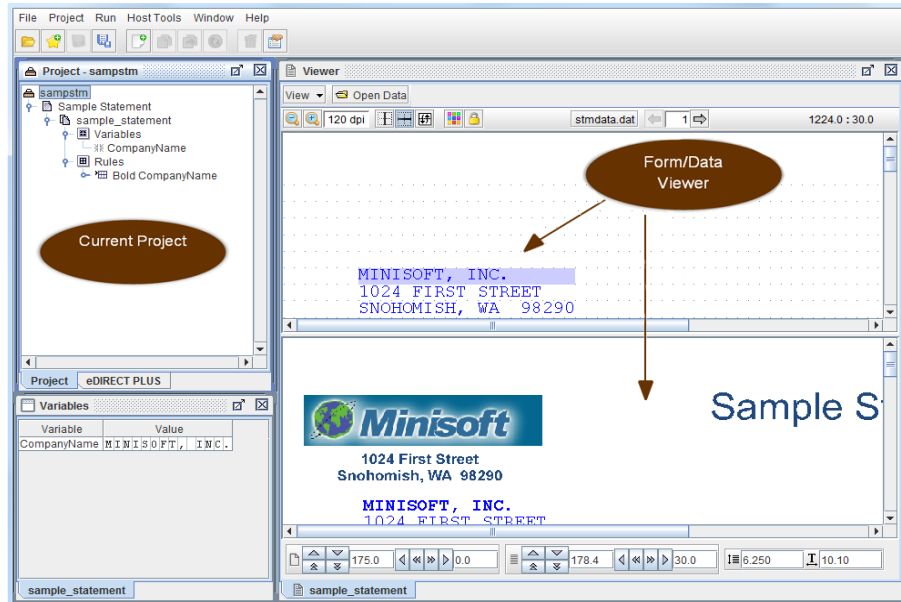 File Project Run Host Tools Window Help
Project - sampstm
sampstm
Sample Statement
sample_statement
Variables
CompanyName
Rules
Bold CompanyName
Current Project
Project eDIRECT PLUS
Variables
Variable Value
CompanyName MINISOFT, INC.
sample_statement
Viewer
View Open Data
120 dpi stmdata.dat 1 1224.0 : 30.0
Form/Data
Viewer
MINISOFT, INC.
1024 FIRST STREET
SNOHOMISH, WA 98290
Minisoft
Sample S
1024 First Street
Snohomish, WA 98290
MINISOFT, INC.
1024 FIRST STREET
175.0 0.0 178.4 30.0 6.250 10.10
sample_statement